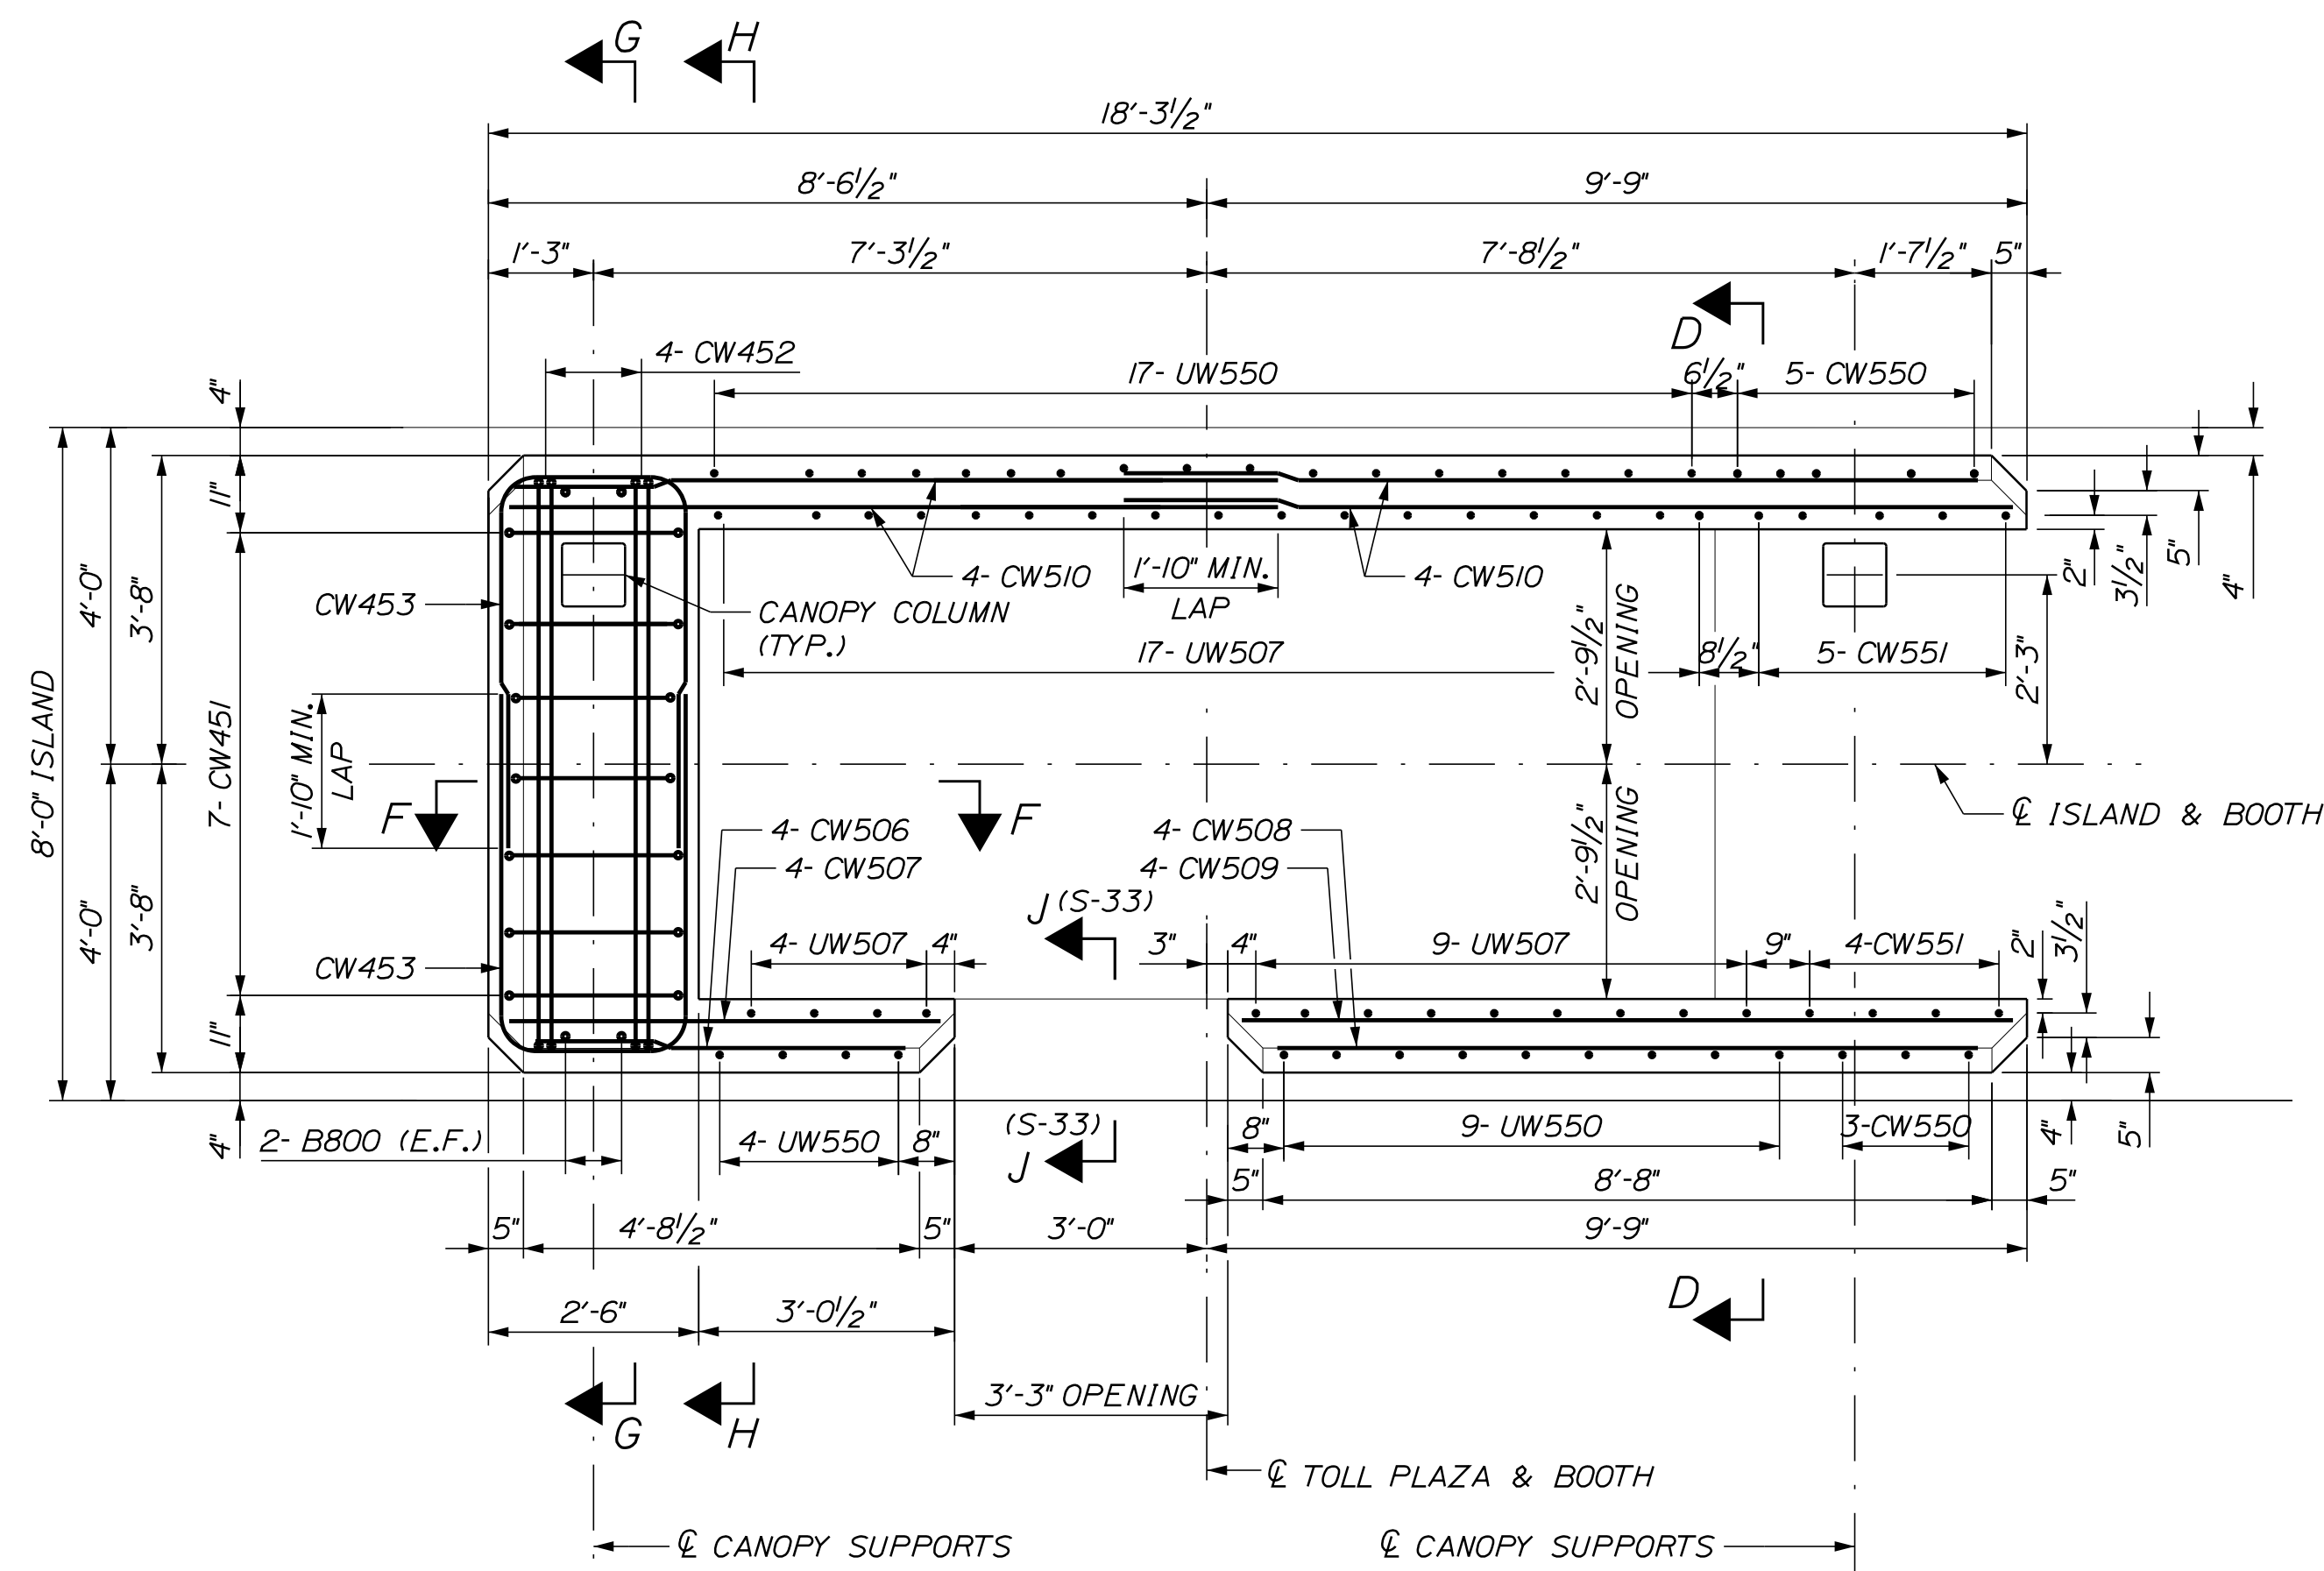 G H
18'-3½"
8'-6½" 9'-9"
1'-3" 7'-3½" 7'-8½" 1'-7½" 5"
D
4- CW452 17- UW550 6½" 5- CW550
4"
11"
4'-0" 3'-8"
CW453
4- CW510
1'-10" MIN.
LAP
4- CW510
CANOPY COLUMN
(TYP.)
17- UW507 8½" 5- CW551
2'-9½"
OPENING
2'-3"
2" 3½" 5" 4"
8'-0" ISLAND
7- CW451
1'-10" MIN.
LAP
F F
℄ ISLAND & BOOTH
4- CW506 4- CW508
4- CW507 4- CW509
2'-9½"
OPENING
4'-0" 3'-8"
J (S-33)
CW453
4- UW507 4" 3" 4" 9- UW507 9" 4-CW551
2" 3½"
11"
4"
2- B800 (E.F.)
4- UW550 8"
(S-33)
J
8" 9- UW550 3-CW550
4" 5"
5" 8'-8" 5"
5" 4'-8½" 5" 3'-0" 9'-9"
D
2'-6" 3'-0½"
3'-3" OPENING
G H
℄ TOLL PLAZA & BOOTH
℄ CANOPY SUPPORTS ℄ CANOPY SUPPORTS